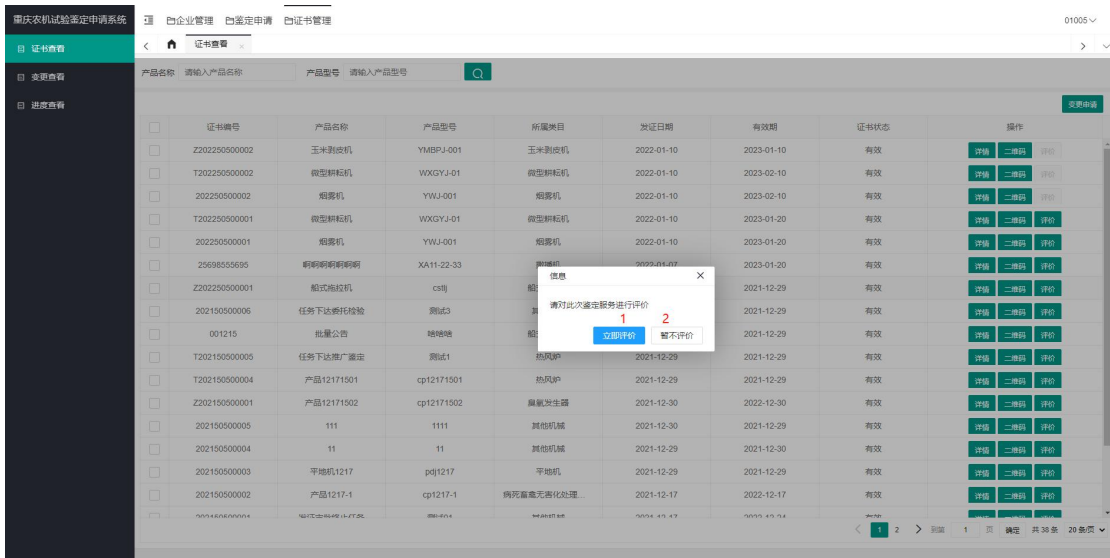 重庆农机试验鉴定申请系统 企业管理 鉴定申请 证书管理 01005
证书查看 证书查看
变更查看 产品名称 请输入产品名称 产品型号 请输入产品型号
进度查看
变更申请
证书编号 产品名称 产品型号 所属类目 发证日期 有效期 证书状态 操作
Z202250500002 玉米剥皮机 YMBPJ-001 玉米剥皮机 2022-01-10 2023-01-10 有效 详情 二维码 评价
T202250500002 微型耕耘机 WXGYJ-01 微型耕耘机 2022-01-10 2023-02-10 有效 详情 二维码 评价
202250500002 烟雾机 YWJ-001 烟雾机 2022-01-10 2023-02-10 有效 详情 二维码 评价
T202250500001 微型耕耘机 WXGYJ-01 微型耕耘机 2022-01-10 2023-01-20 有效 详情 二维码 评价
202250500001 烟雾机 YWJ-001 烟雾机 2022-01-10 2023-01-20 有效 详情 二维码 评价
25698555695 啊啊啊啊啊啊啊 XA11-22-33 2022-01-07 2023-01-20 有效 详情 二维码 评价
信息
Z202250500001 船式拖拉机 cstlj 船 2021-12-29 有效 详情 二维码 评价
请对此次鉴定服务进行评价
202150500006 任务下达委托检验 测试3 其 2021-12-29 有效 详情 二维码 评价
1 2
立即评价 暂不评价
001215 批量公告 啥啥啥 船 2021-12-29 有效 详情 二维码 评价
T202150500005 任务下达推广鉴定 测试1 热风炉 2021-12-29 2021-12-29 有效 详情 二维码 评价
T202150500004 产品12171501 cp12171501 热风炉 2021-12-29 2021-12-29 有效 详情 二维码 评价
Z202150500001 产品12171502 cp12171502 臭氧发生器 2021-12-30 2022-12-30 有效 详情 二维码 评价
202150500005 111 1111 其他机械 2021-12-30 2021-12-29 有效 详情 二维码 评价
202150500004 11 11 其他机械 2021-12-29 2021-12-30 有效 详情 二维码 评价
202150500003 平地机1217 pdj1217 平地机 2021-12-29 2021-12-29 有效 详情 二维码 评价
202150500002 产品1217-1 cp1217-1 病死畜禽无害化处理... 2021-12-17 2022-12-17 有效 详情 二维码 评价
1 2 到第 1 页 确定 共 38 条 20 条/页